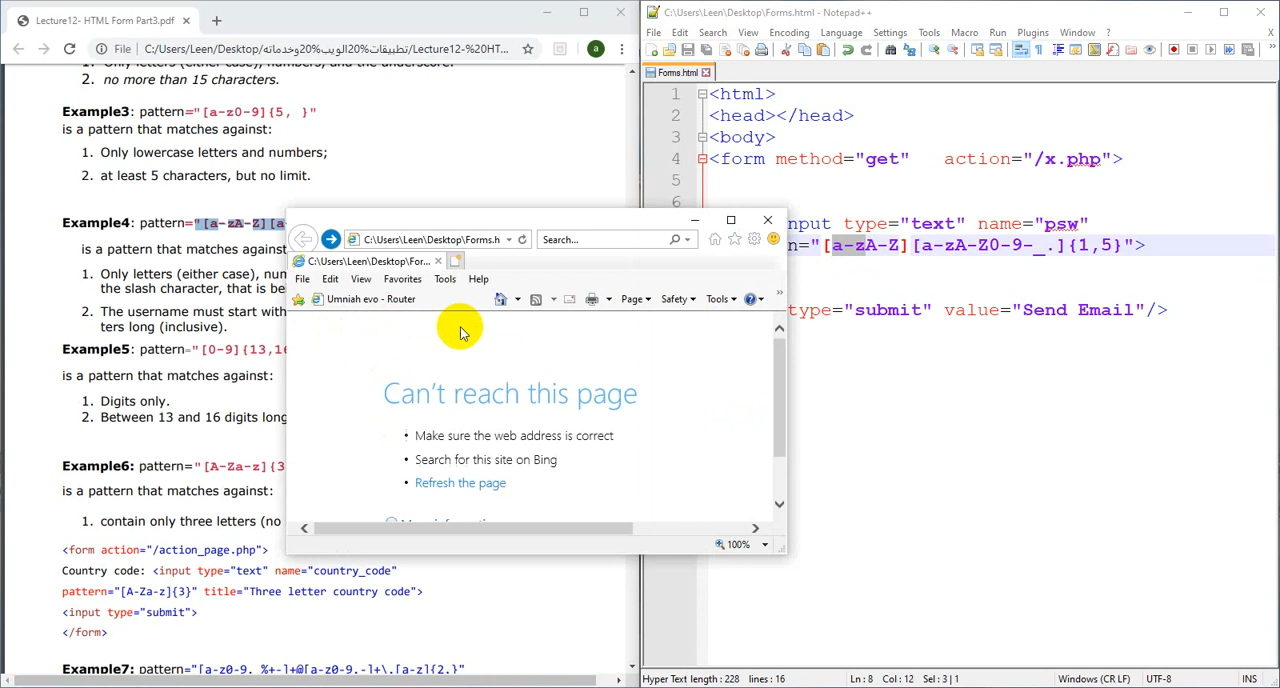 Lecture12- HTML Form Part3.pdf
File C:/Users/Leen/Desktop/تطبيقات%20الويب%20وخدماته/Lecture12-%20HT...
a
1. Only letters (either case), numbers, and the underscore.
2. no more than 15 characters.
Example3: pattern="[a-z0-9]{5, }"
is a pattern that matches against:
1. Only lowercase letters and numbers;
2. at least 5 characters, but no limit.
Example4: pattern="[a-zA-Z][a
is a pattern that matches against
1. Only letters (either case), num
the slash character, that is be
2. The username must start with
ters long (inclusive).
Example5: pattern="[0-9]{13,16
is a pattern that matches against:
1. Digits only.
2. Between 13 and 16 digits long
Example6: pattern="[A-Za-z]{3
is a pattern that matches against:
1. contain only three letters (no
<form action="/action_page.php">
Country code: <input type="text" name="country_code"
pattern="[A-Za-z]{3}" title="Three letter country code">
<input type="submit">
</form>
Example7: pattern="[a-z0-9._%+-]+@[a-z0-9.-]+\.[a-z]{2,}"
C:\Users\Leen\Desktop\Forms.h
Search...
C:\Users\Leen\Desktop\For...
File Edit View Favorites Tools Help
Umniah evo - Router
Page Safety Tools
Can't reach this page
• Make sure the web address is correct
• Search for this site on Bing
• Refresh the page
100%
C:\Users\Leen\Desktop\Forms.html - Notepad++
File Edit Search View Encoding Language Settings Tools Macro Run Plugins Window ? X
Forms.html
1 <html>
2 <head></head>
3 <body>
4 <form method="get" action="/x.php">
5
6
nput type="text" name="psw"
n="[a-zA-Z][a-zA-Z0-9-_.]{1,5}">
type="submit" value="Send Email"/>
Hyper Text length : 228 lines : 16 Ln : 8 Col : 12 Sel : 3 | 1 Windows (CR LF) UTF-8 INS